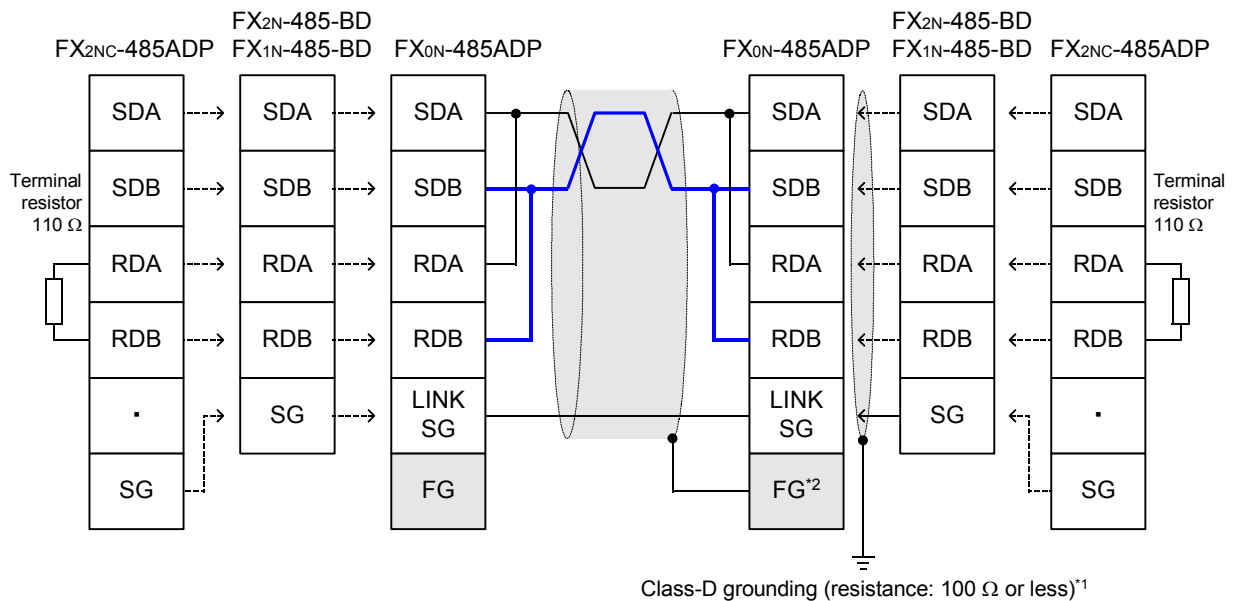 FX2N-485-BD
FX2NC-485ADP FX1N-485-BD FX0N-485ADP
FX2N-485-BD
FX0N-485ADP FX1N-485-BD FX2NC-485ADP
SDA SDA SDA SDA SDA SDA
SDB SDB SDB SDB SDB SDB
Terminal
resistor
110 Ω
Terminal
resistor
110 Ω
RDA RDA RDA RDA RDA RDA
RDB RDB RDB RDB RDB RDB
· SG LINK
SG
LINK
SG
SG ·
SG FG FG*2 SG
Class-D grounding (resistance: 100 Ω or less)*1